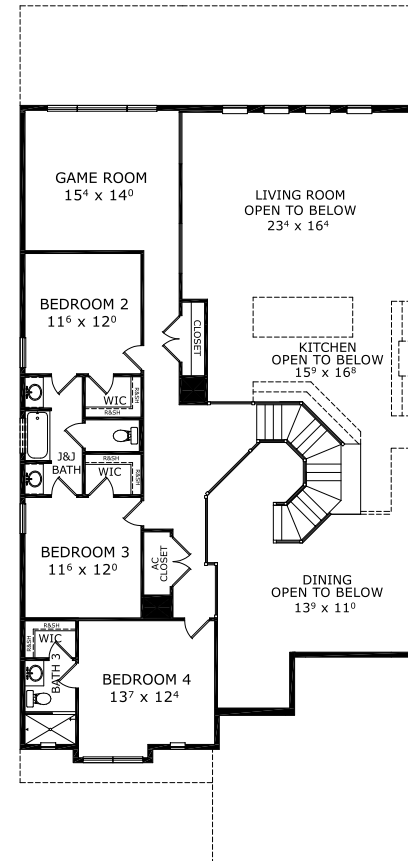 GAME ROOM
15⁴ x 14⁰
LIVING ROOM
OPEN TO BELOW
23⁴ x 16⁴
BEDROOM 2
11⁶ x 12⁰
CLOSET
KITCHEN
OPEN TO BELOW
15⁹ x 16⁸
WIC
R&SH
R&SH
J&J
BATH
R&SH
WIC
R&SH
BEDROOM 3
11⁶ x 12⁰
AC
CLOSET
DINING
OPEN TO BELOW
13⁹ x 11⁰
R&SH
R&SH
WIC
BATH 3
BEDROOM 4
13⁷ x 12⁴